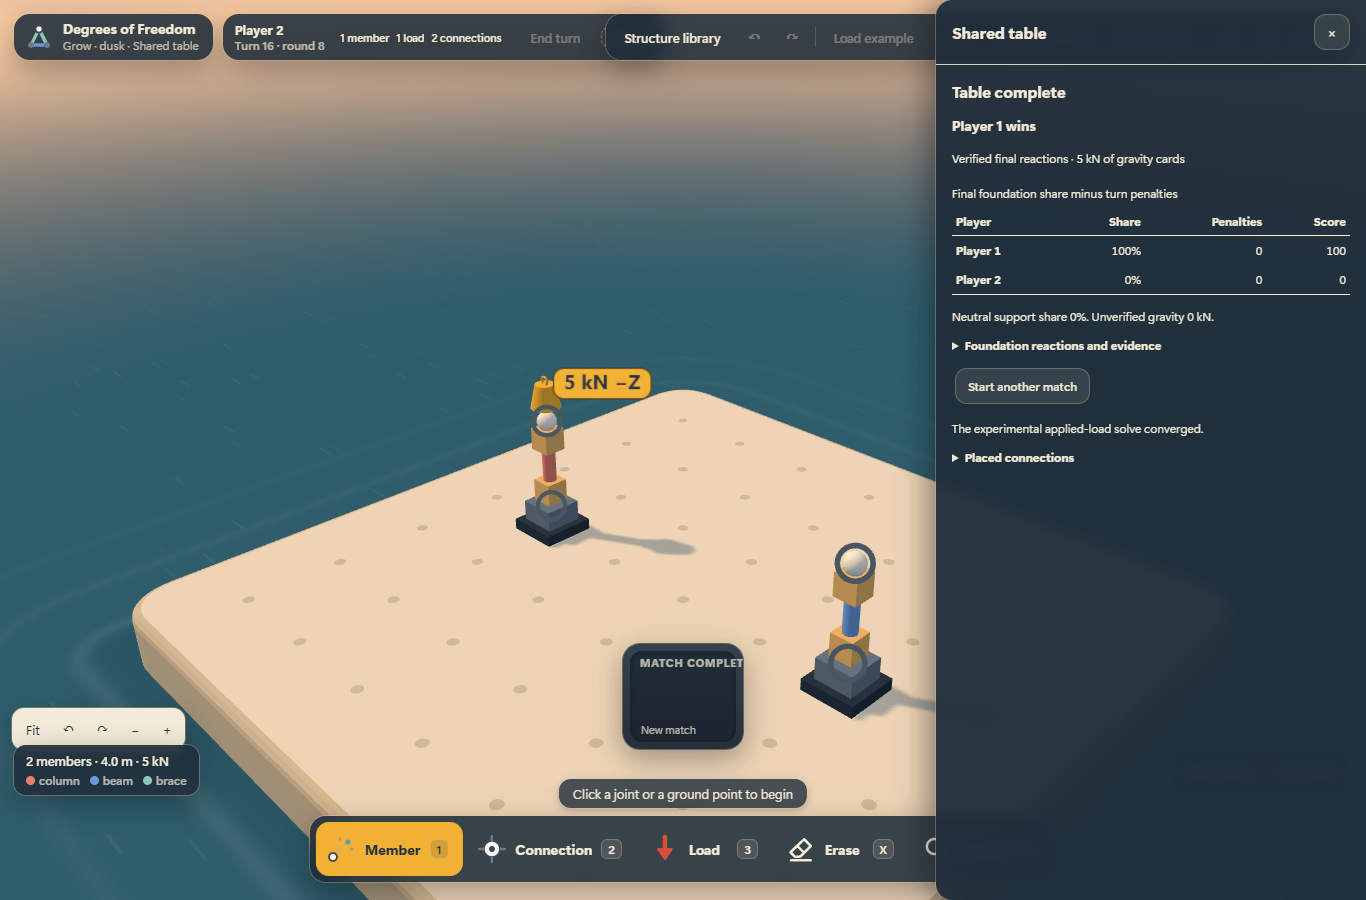 Degrees of Freedom
Grow · dusk · Shared table
Player 2
Turn 16 · round 8
1 member 1 load 2 connections
End turn
Structure library
Load example
Shared table
×
Table complete
Player 1 wins
Verified final reactions · 5 kN of gravity cards
Final foundation share minus turn penalties
Player Share Penalties Score
Player 1 100% 0 100
Player 2 0% 0 0
Neutral support share 0%. Unverified gravity 0 kN.
Foundation reactions and evidence
Start another match
The experimental applied-load solve converged.
Placed connections
5 kN −Z
MATCH COMPLET
New match
Fit − +
2 members · 4.0 m · 5 kN
column beam brace
Click a joint or a ground point to begin
Member 1
Connection 2
Load 3
Erase X